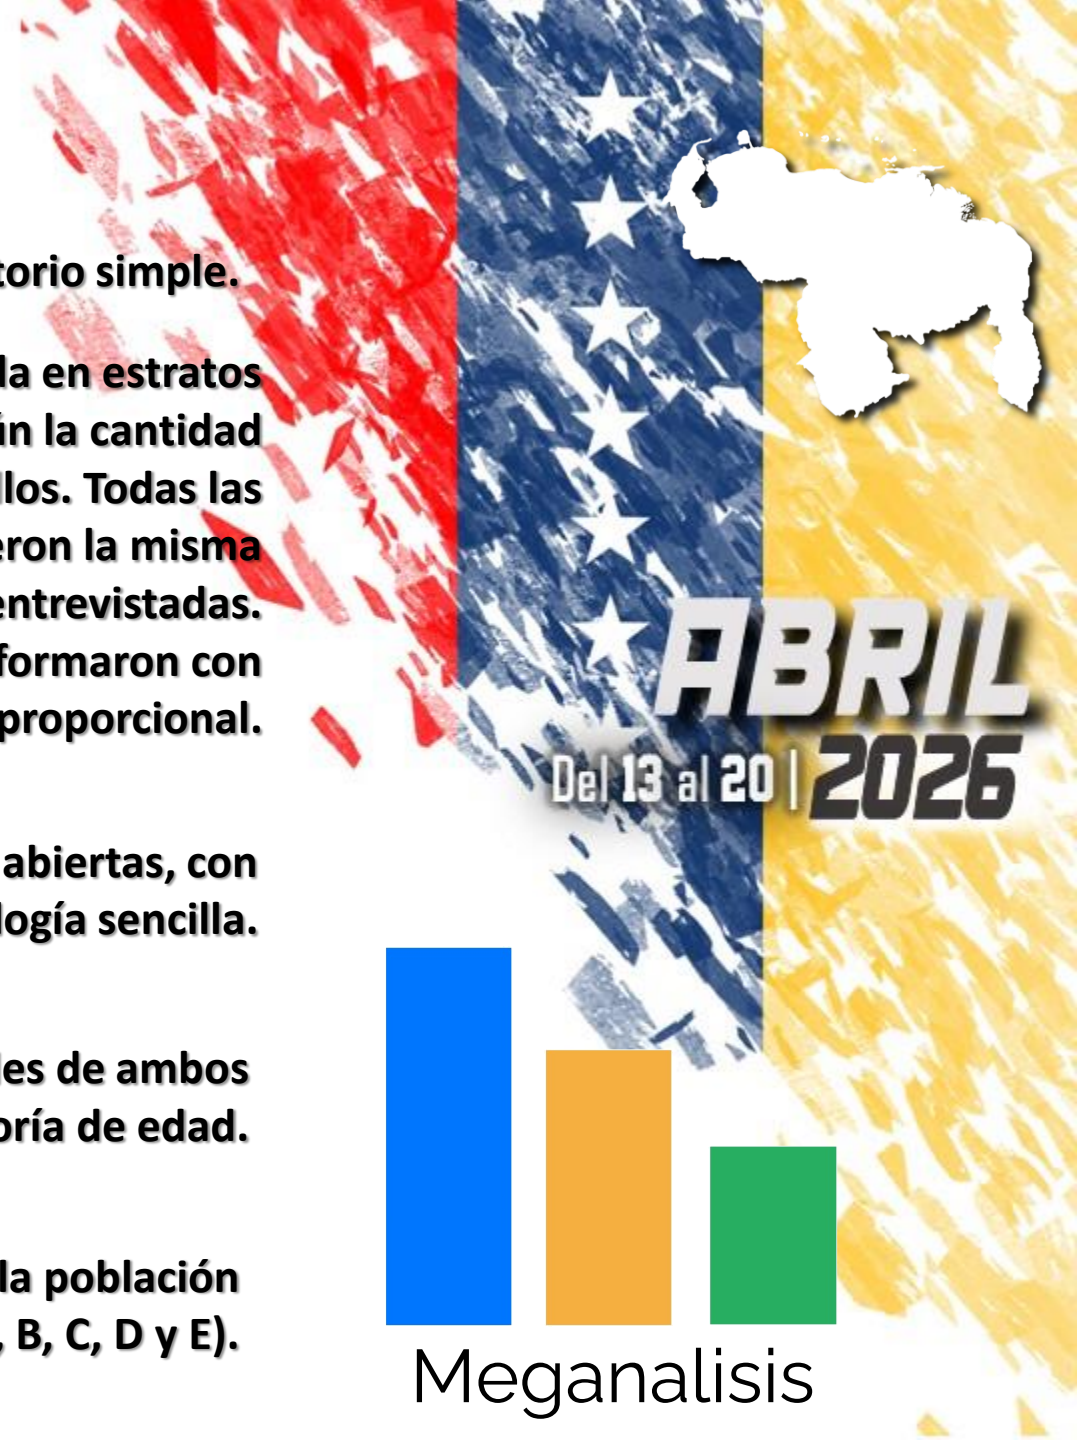 torio simple.
la en estratos
ún la cantidad
llos. Todas las
eron la misma
entrevistadas.
formaron con
proporcional.
abiertas, con
logía sencilla.
les de ambos
oría de edad.
la población
, B, C, D y E).
ABRIL
Del 13 al 20 | 2026
Meganalisis